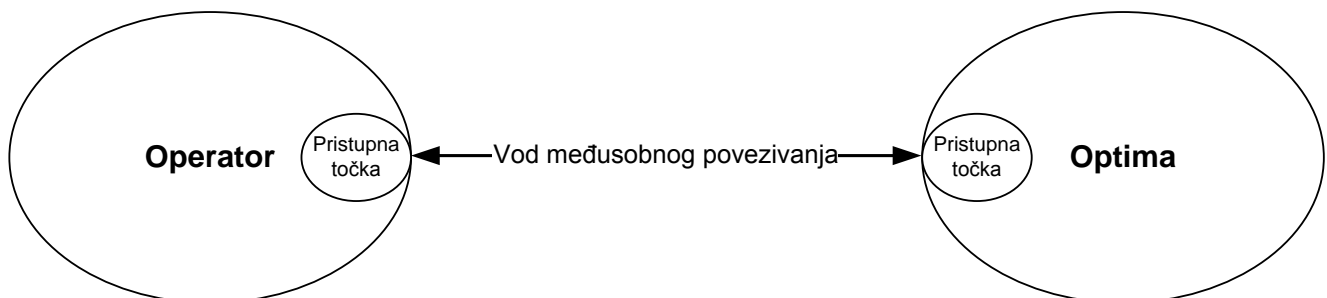 Operator
Pristupna
točka
Vod međusobnog povezivanja
Pristupna
točka
Optima